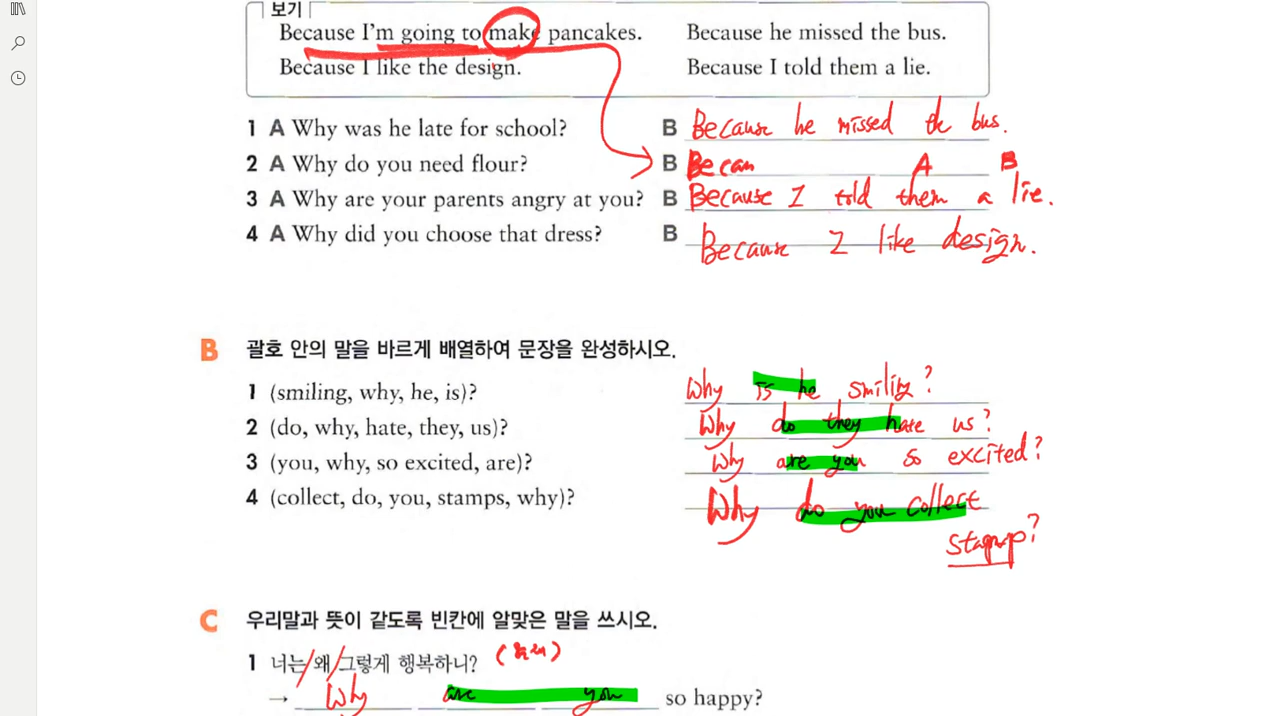 보기
Because I'm going to make pancakes. Because he missed the bus.
Because I like the design. Because I told them a lie.
1 A Why was he late for school? B Because he missed the bus.
2 A Why do you need flour? B Becau A B
3 A Why are your parents angry at you? B Because I told them a lie.
4 A Why did you choose that dress? B Because I like design.
B 괄호 안의 말을 바르게 배열하여 문장을 완성하시오.
1 (smiling, why, he, is)? Why is he smiling?
2 (do, why, hate, they, us)? Why do they hate us?
3 (you, why, so excited, are)? Why are you so excited?
4 (collect, do, you, stamps, why)? Why do you collect
stamp?
C 우리말과 뜻이 같도록 빈칸에 알맞은 말을 쓰시오.
1 너는/왜/그렇게 행복하니? (현재)
→ Why are you so happy?